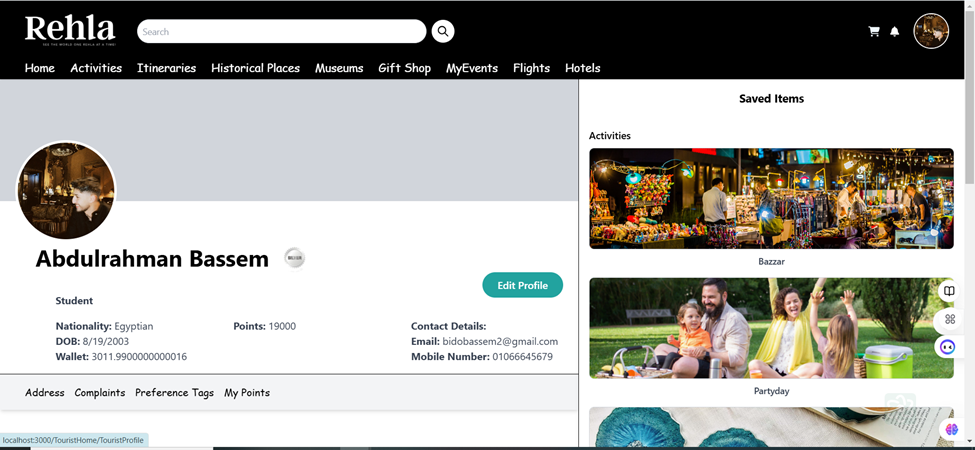 Rehla
SEE THE WORLD ONE REHLA AT A TIME!
Search
Home Activities Itineraries Historical Places Museums Gift Shop MyEvents Flights Hotels
Abdulrahman Bassem
Edit Profile
Student
Nationality: Egyptian
Points: 19000
Contact Details:
DOB: 8/19/2003
Email: bidobassem2@gmail.com
Wallet: 3011.9900000000016
Mobile Number: 01066645679
Address Complaints Preference Tags My Points
Saved Items
Activities
Bazzar
Partyday
localhost:3000/TouristHome/TouristProfile